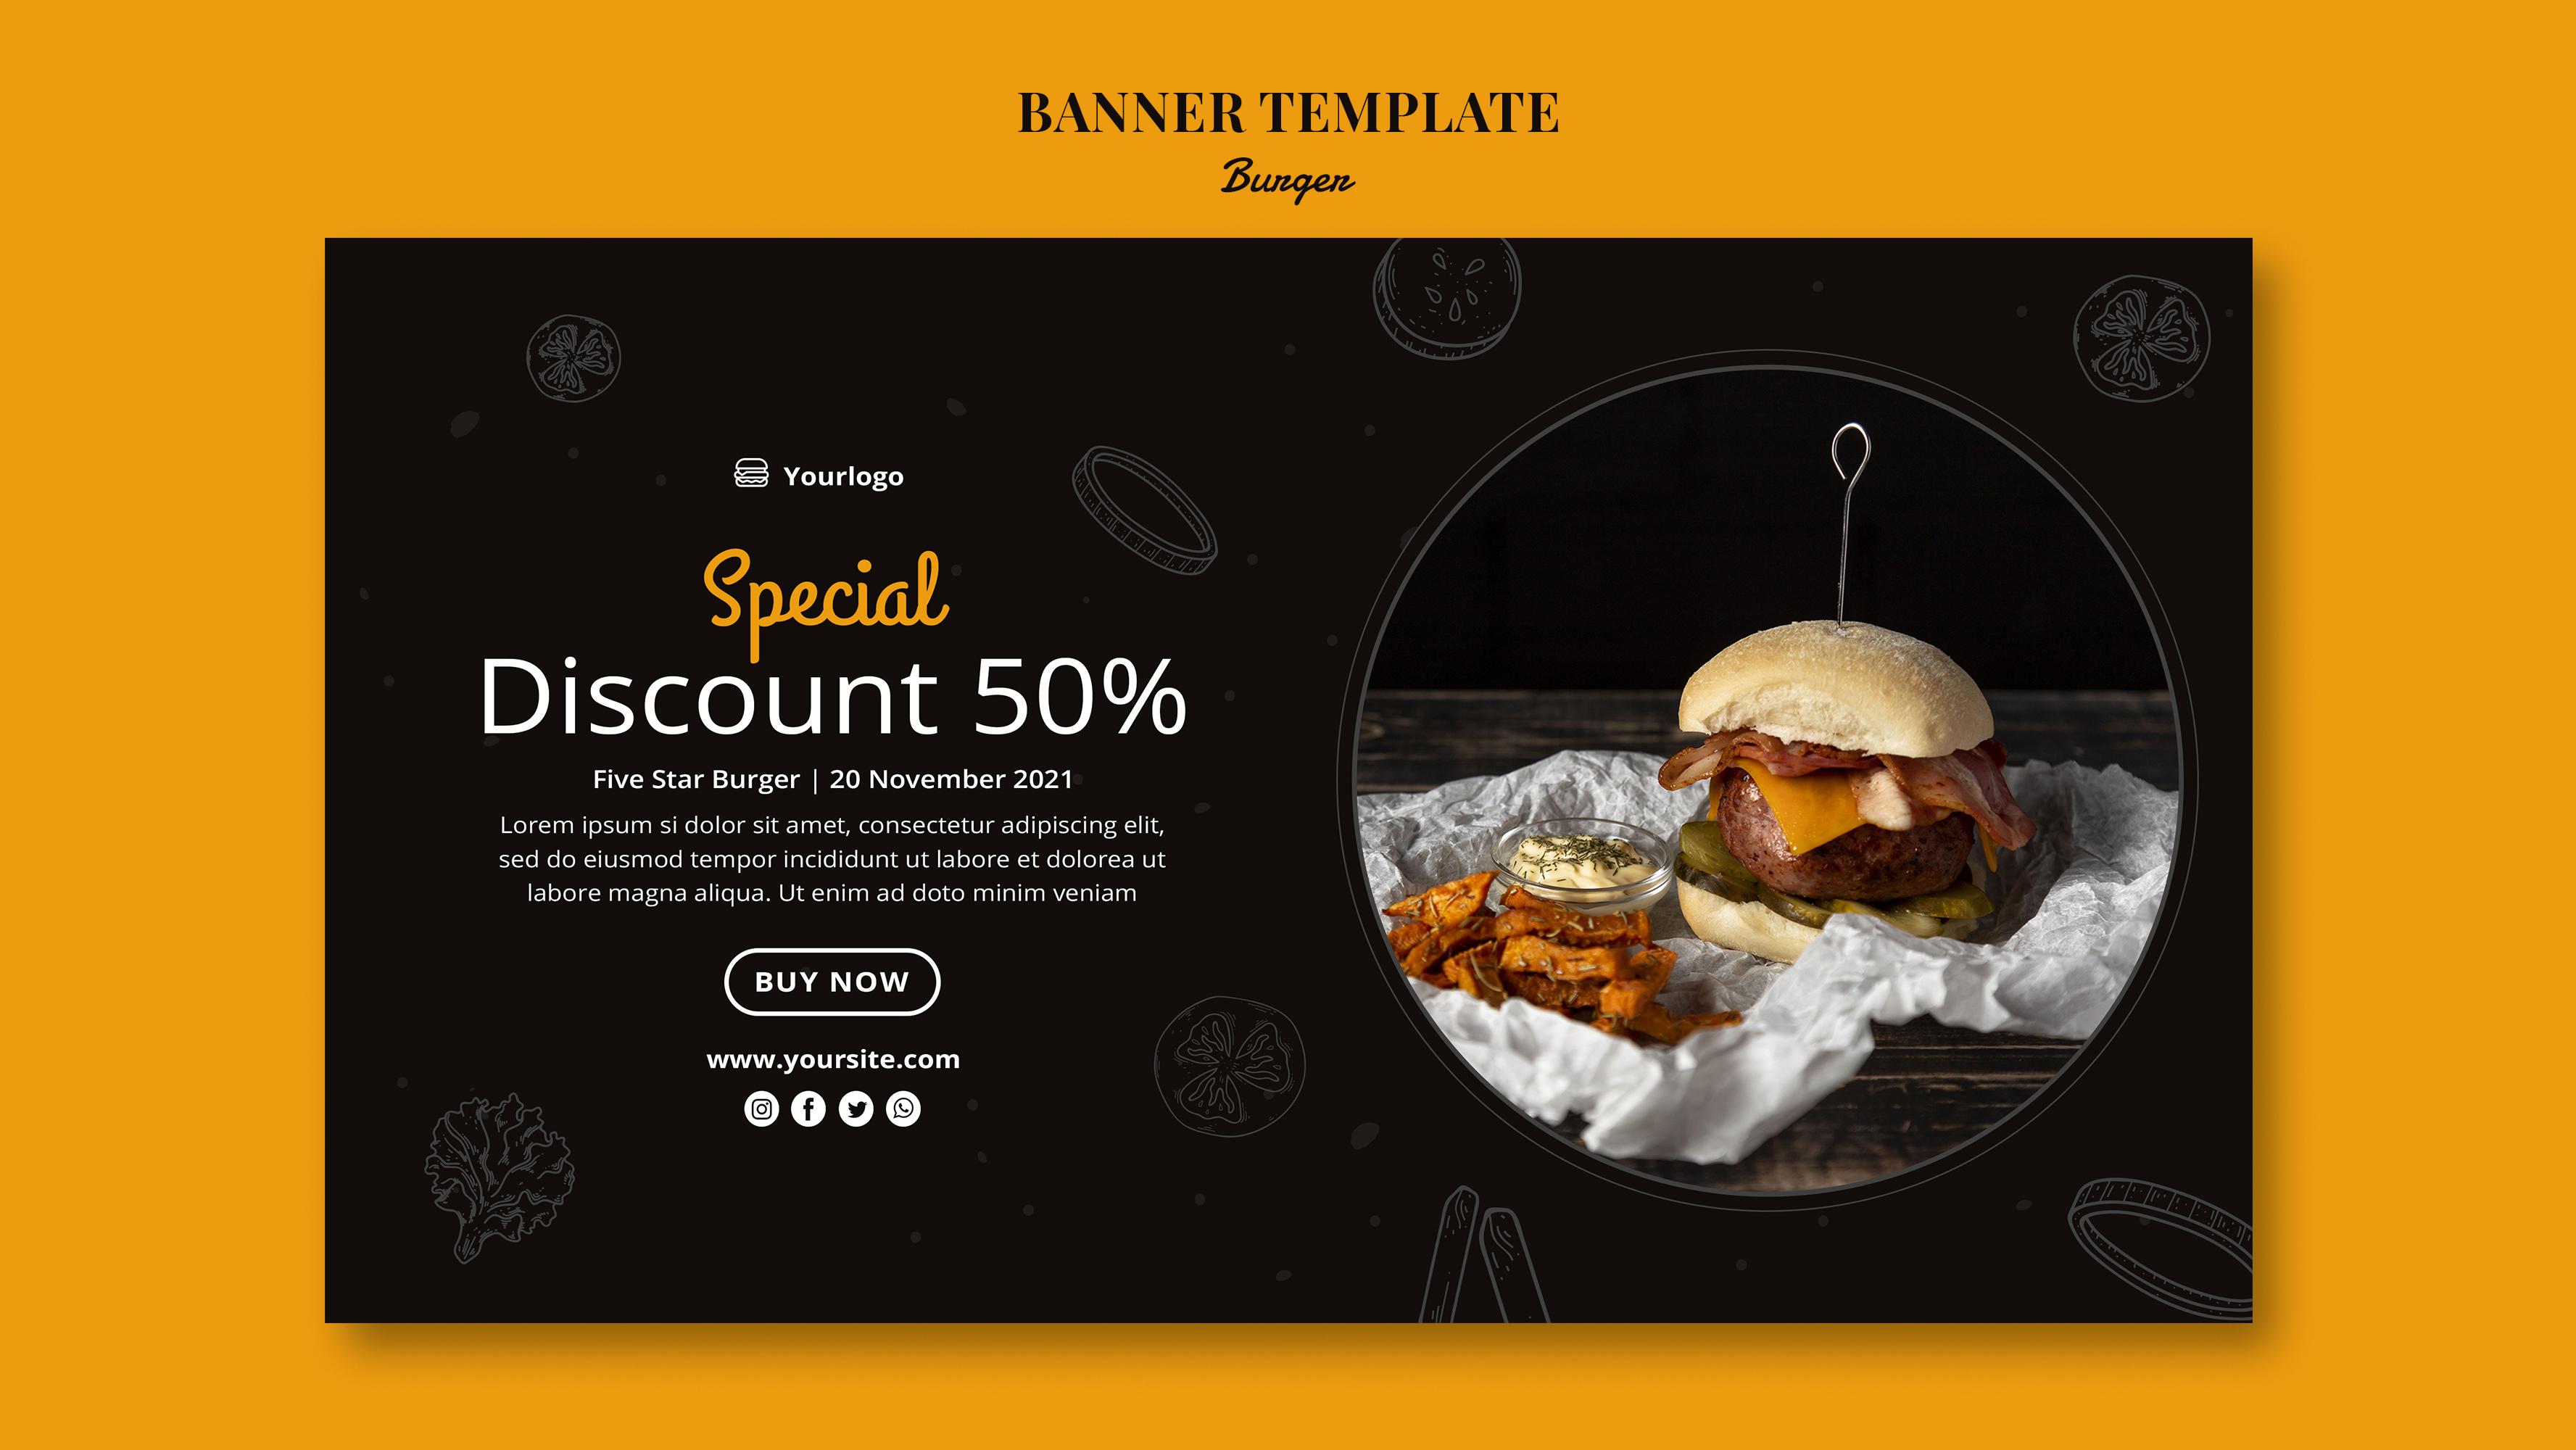 BANNER TEMPLATE
Burger
Yourlogo
Special
Discount 50%
Five Star Burger | 20 November 2021
Lorem ipsum si dolor sit amet, consectetur adipiscing elit,
sed do eiusmod tempor incididunt ut labore et dolorea ut
labore magna aliqua. Ut enim ad doto minim veniam
BUY NOW
www.yoursite.com